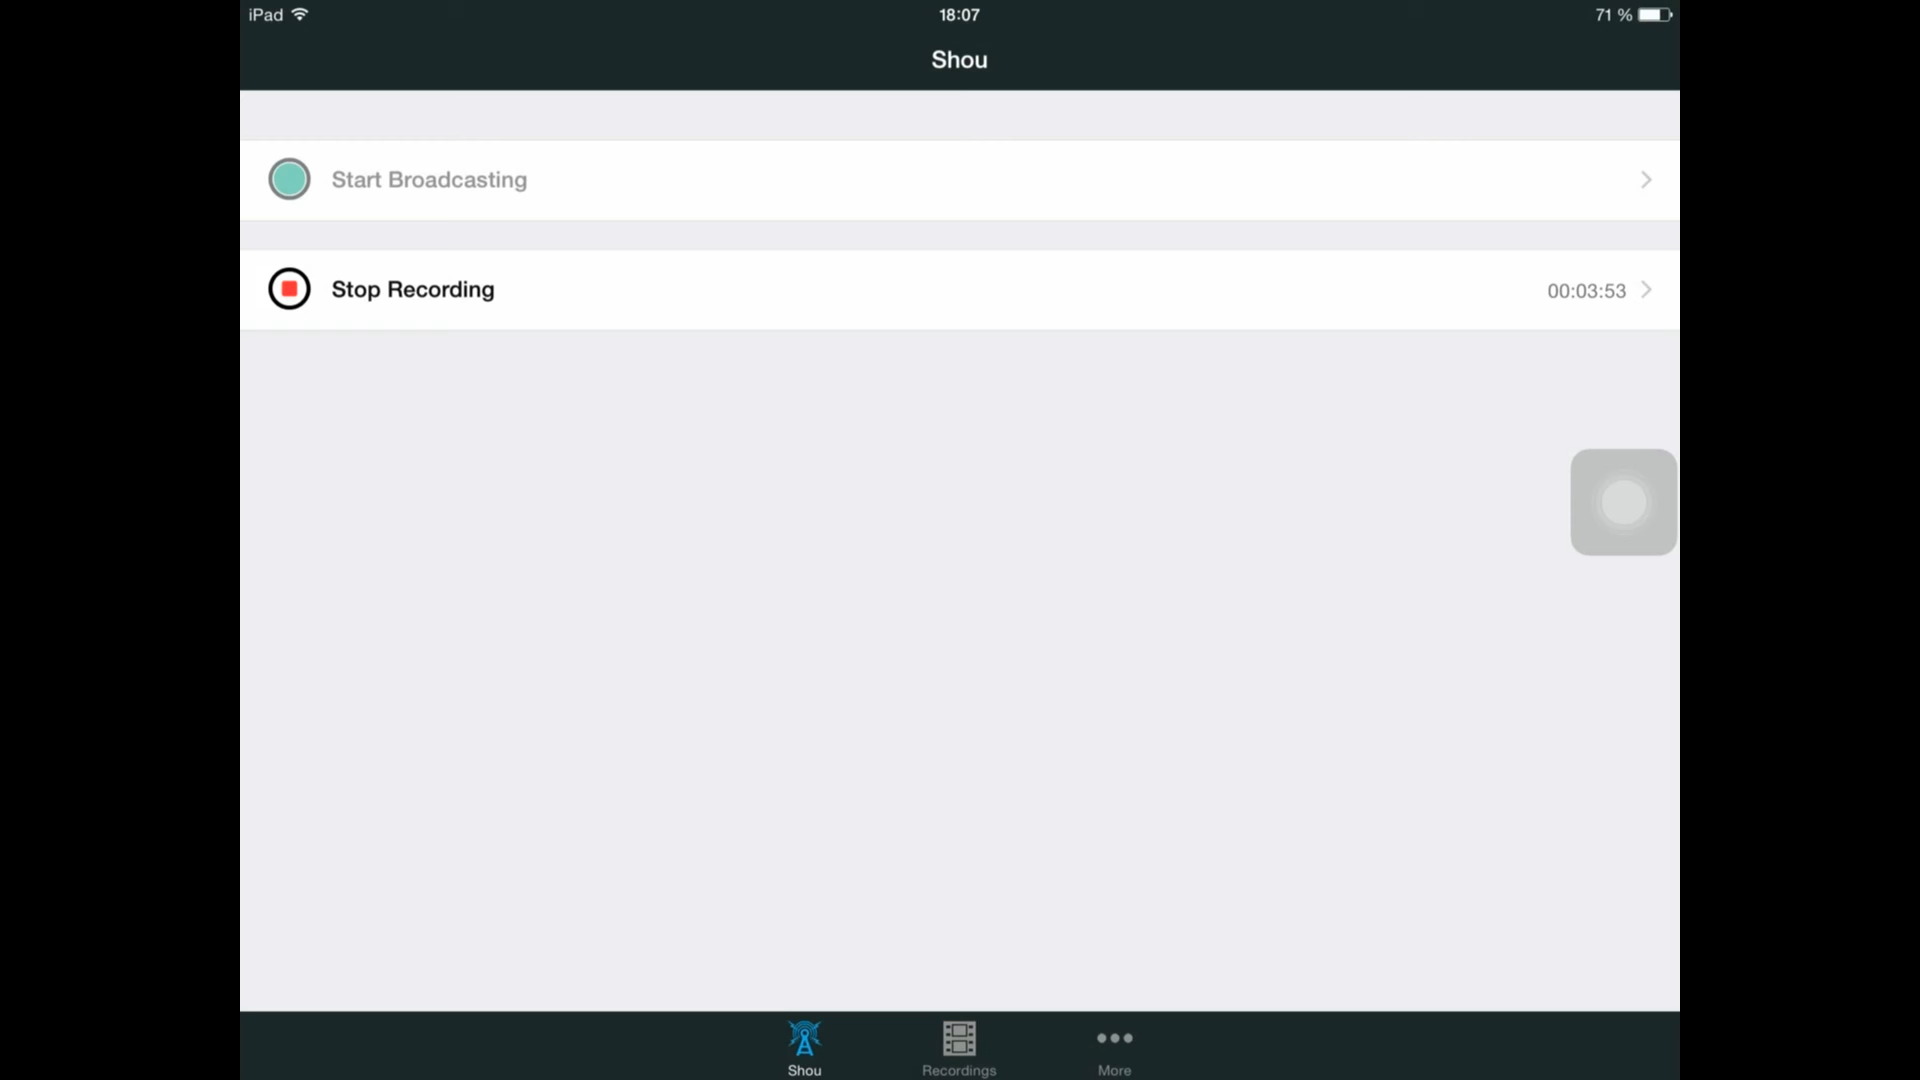 iPad
18:07
71 %
Shou
Start Broadcasting
Stop Recording
00:03:53
Shou
Recordings
More